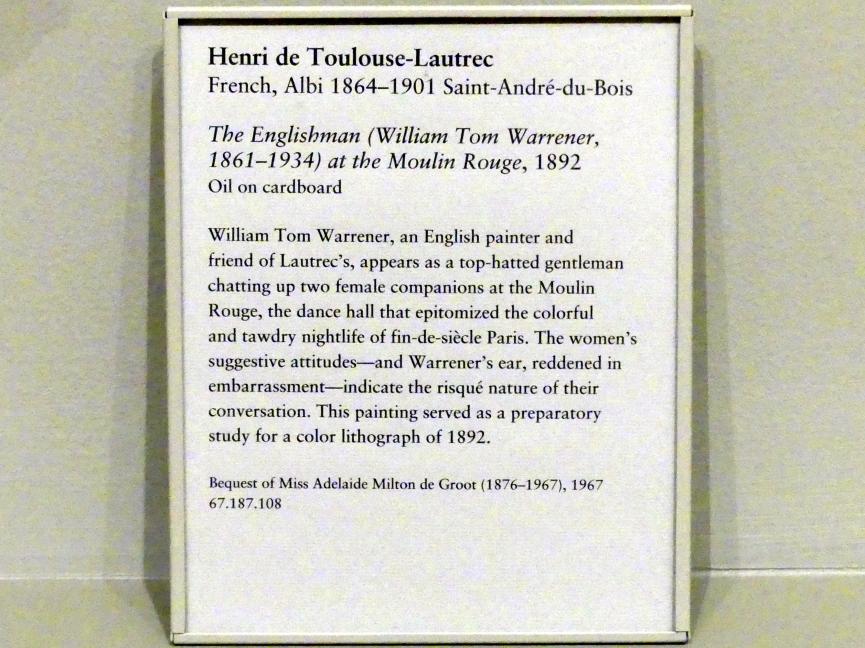 Henri de Toulouse-Lautrec
French, Albi 1864–1901 Saint-André-du-Bois
The Englishman (William Tom Warrener,
1861–1934) at the Moulin Rouge, 1892
Oil on cardboard
William Tom Warrener, an English painter and
friend of Lautrec's, appears as a top-hatted gentleman
chatting up two female companions at the Moulin
Rouge, the dance hall that epitomized the colorful
and tawdry nightlife of fin-de-siècle Paris. The women's
suggestive attitudes—and Warrener's ear, reddened in
embarrassment—indicate the risqué nature of their
conversation. This painting served as a preparatory
study for a color lithograph of 1892.
Bequest of Miss Adelaide Milton de Groot (1876–1967), 1967
67.187.108